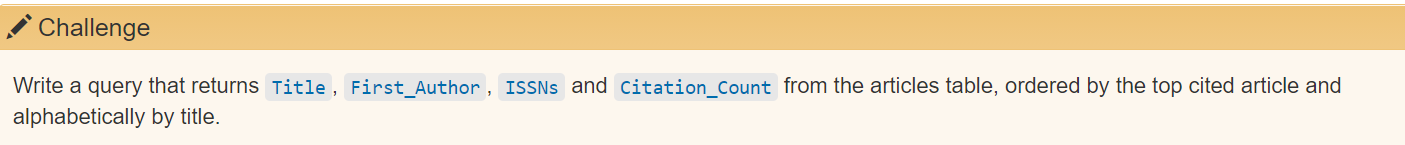 Challenge
Write a query that returns Title, First_Author, ISSNs and Citation_Count from the articles table, ordered by the top cited article and
alphabetically by title.